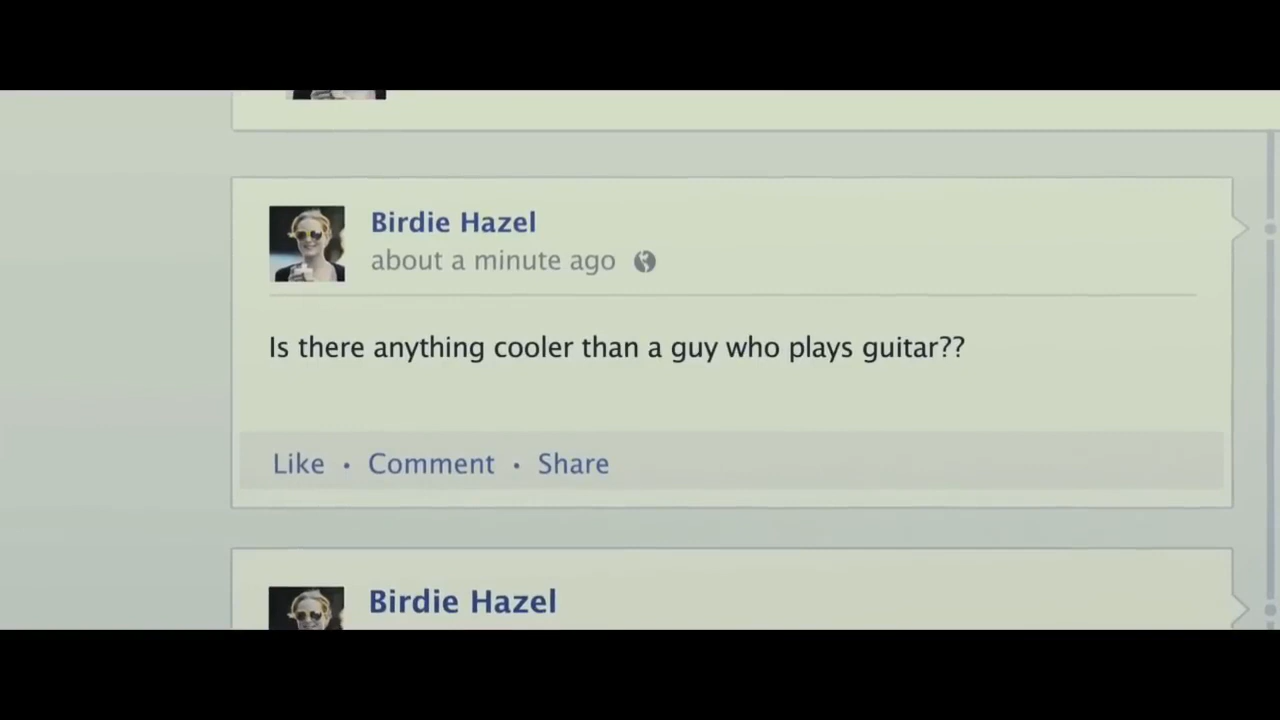 Birdie Hazel
about a minute ago
Is there anything cooler than a guy who plays guitar??
Like · Comment · Share
Birdie Hazel